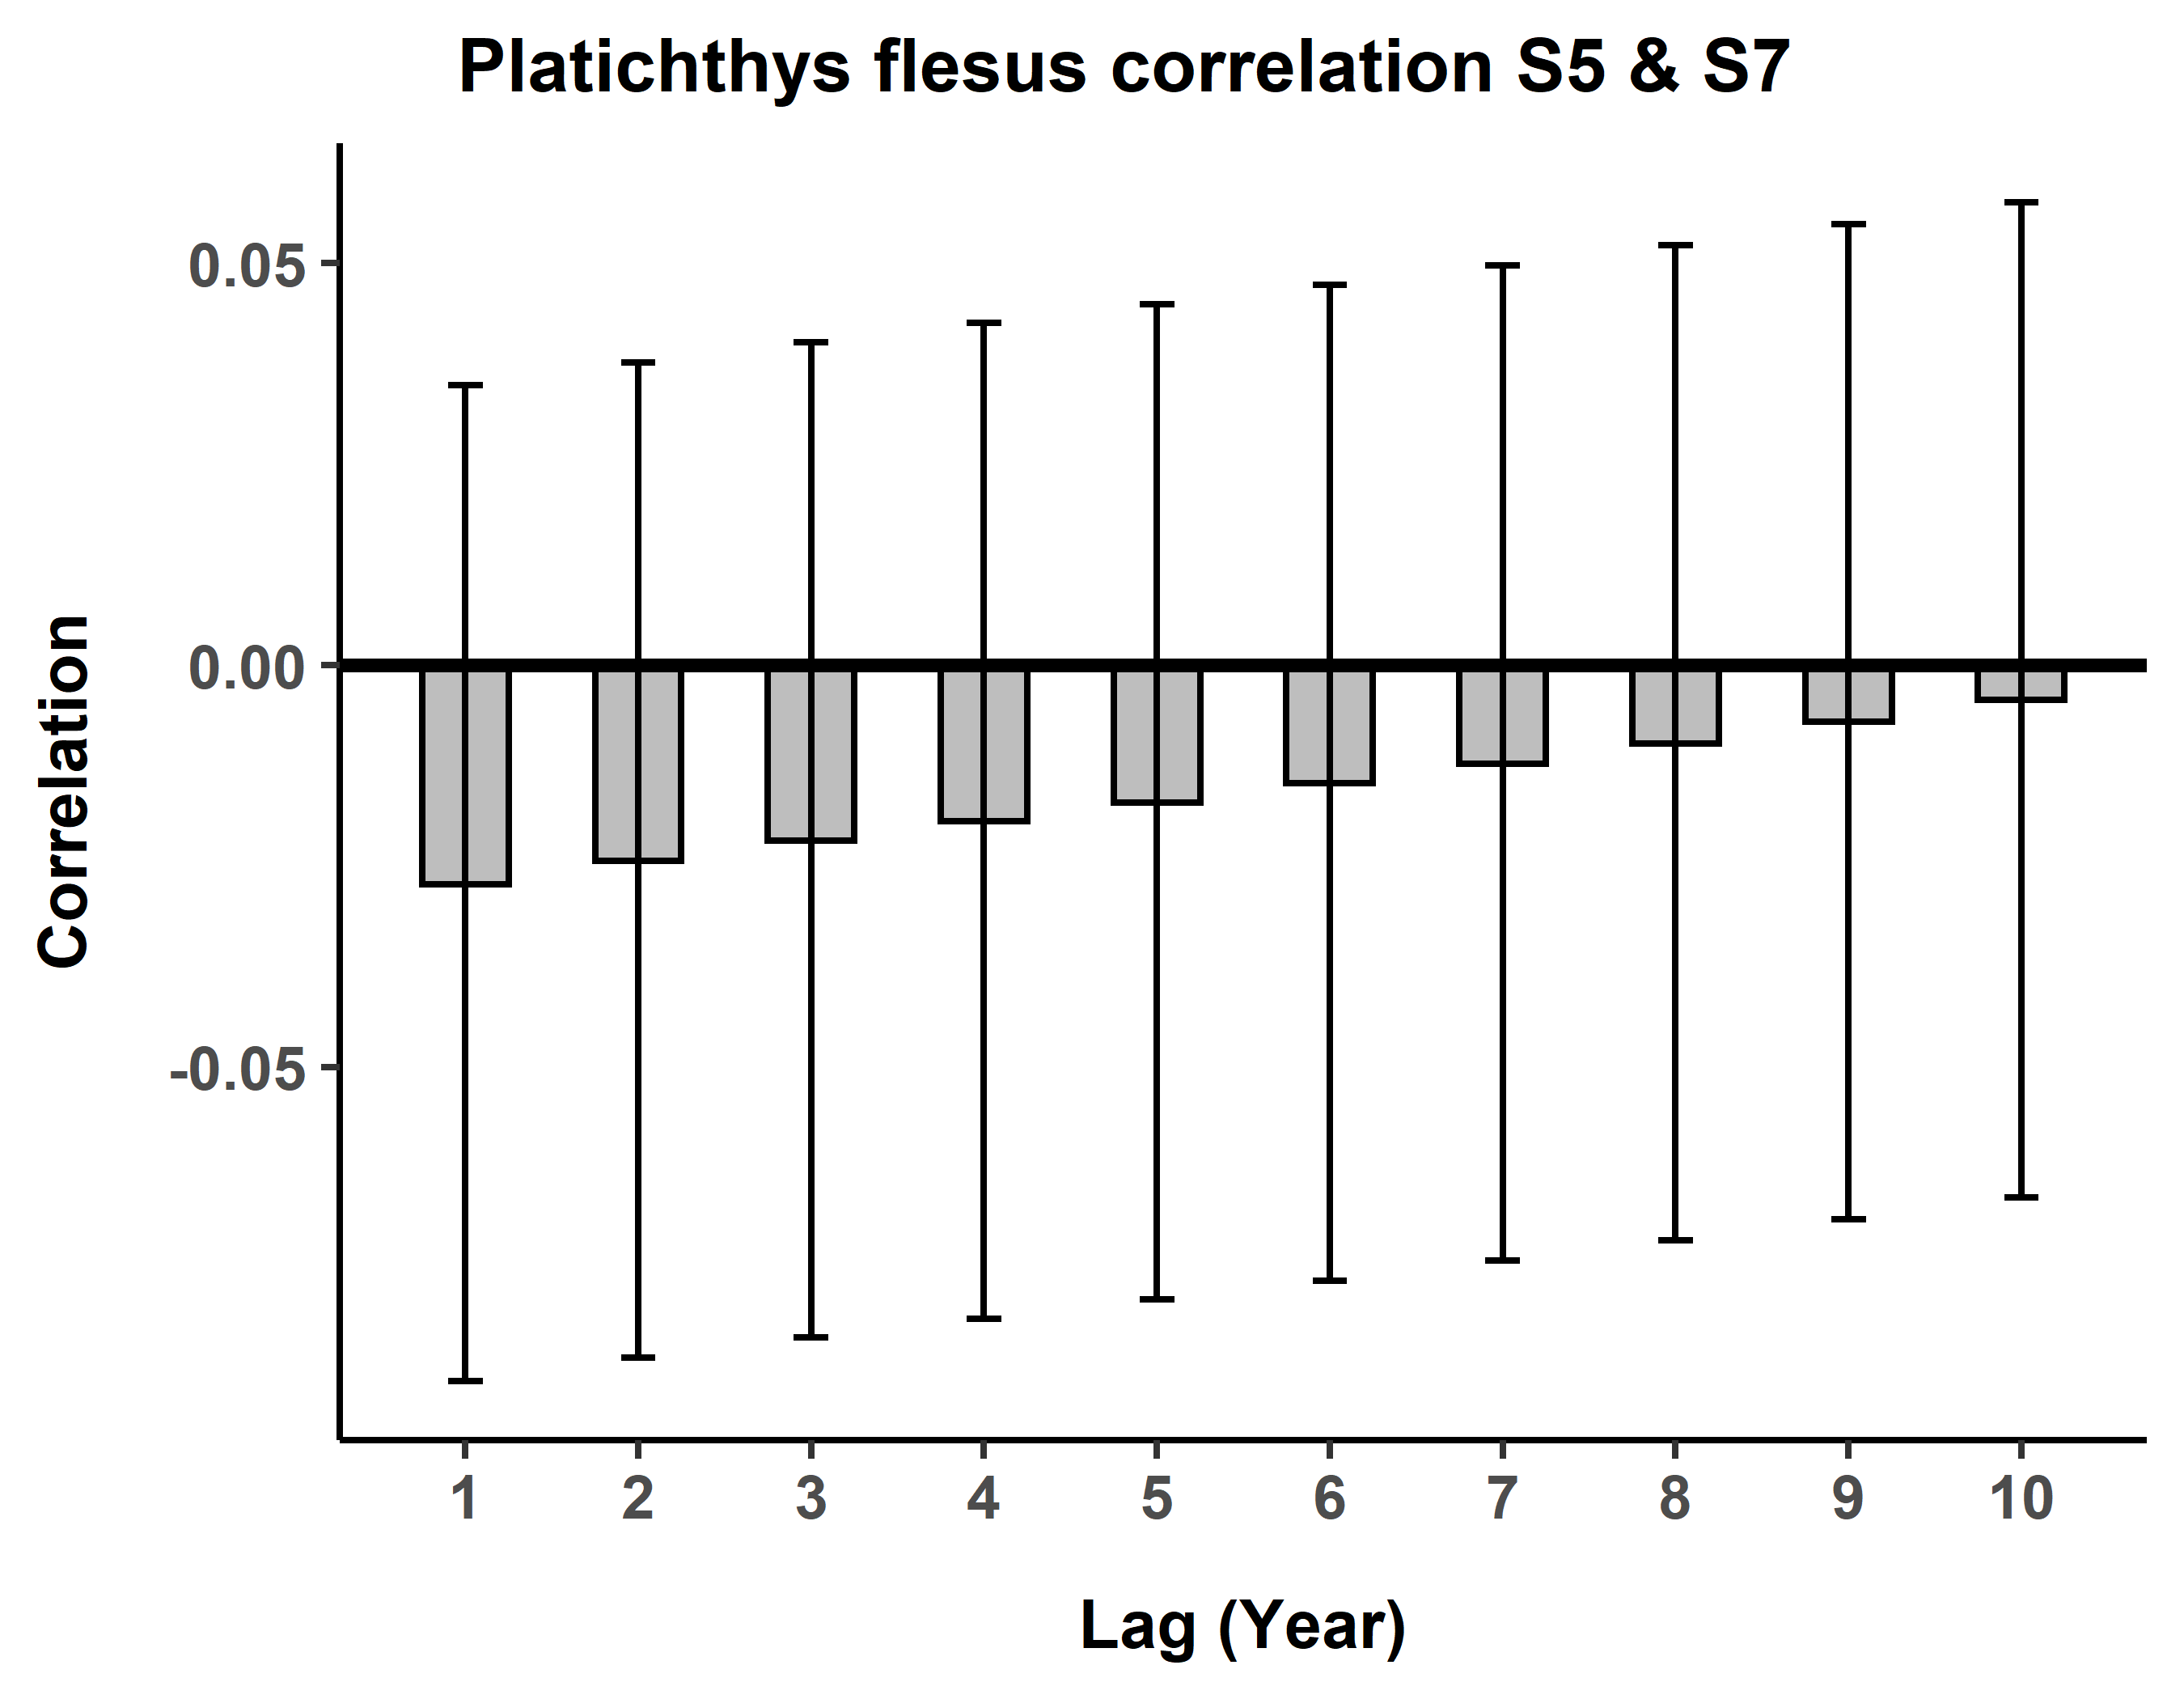 Platichthys flesus correlation S5 & S7
Correlation
0.05
0.00
-0.05
1 2 3 4 5 6 7 8 9 10
Lag (Year)